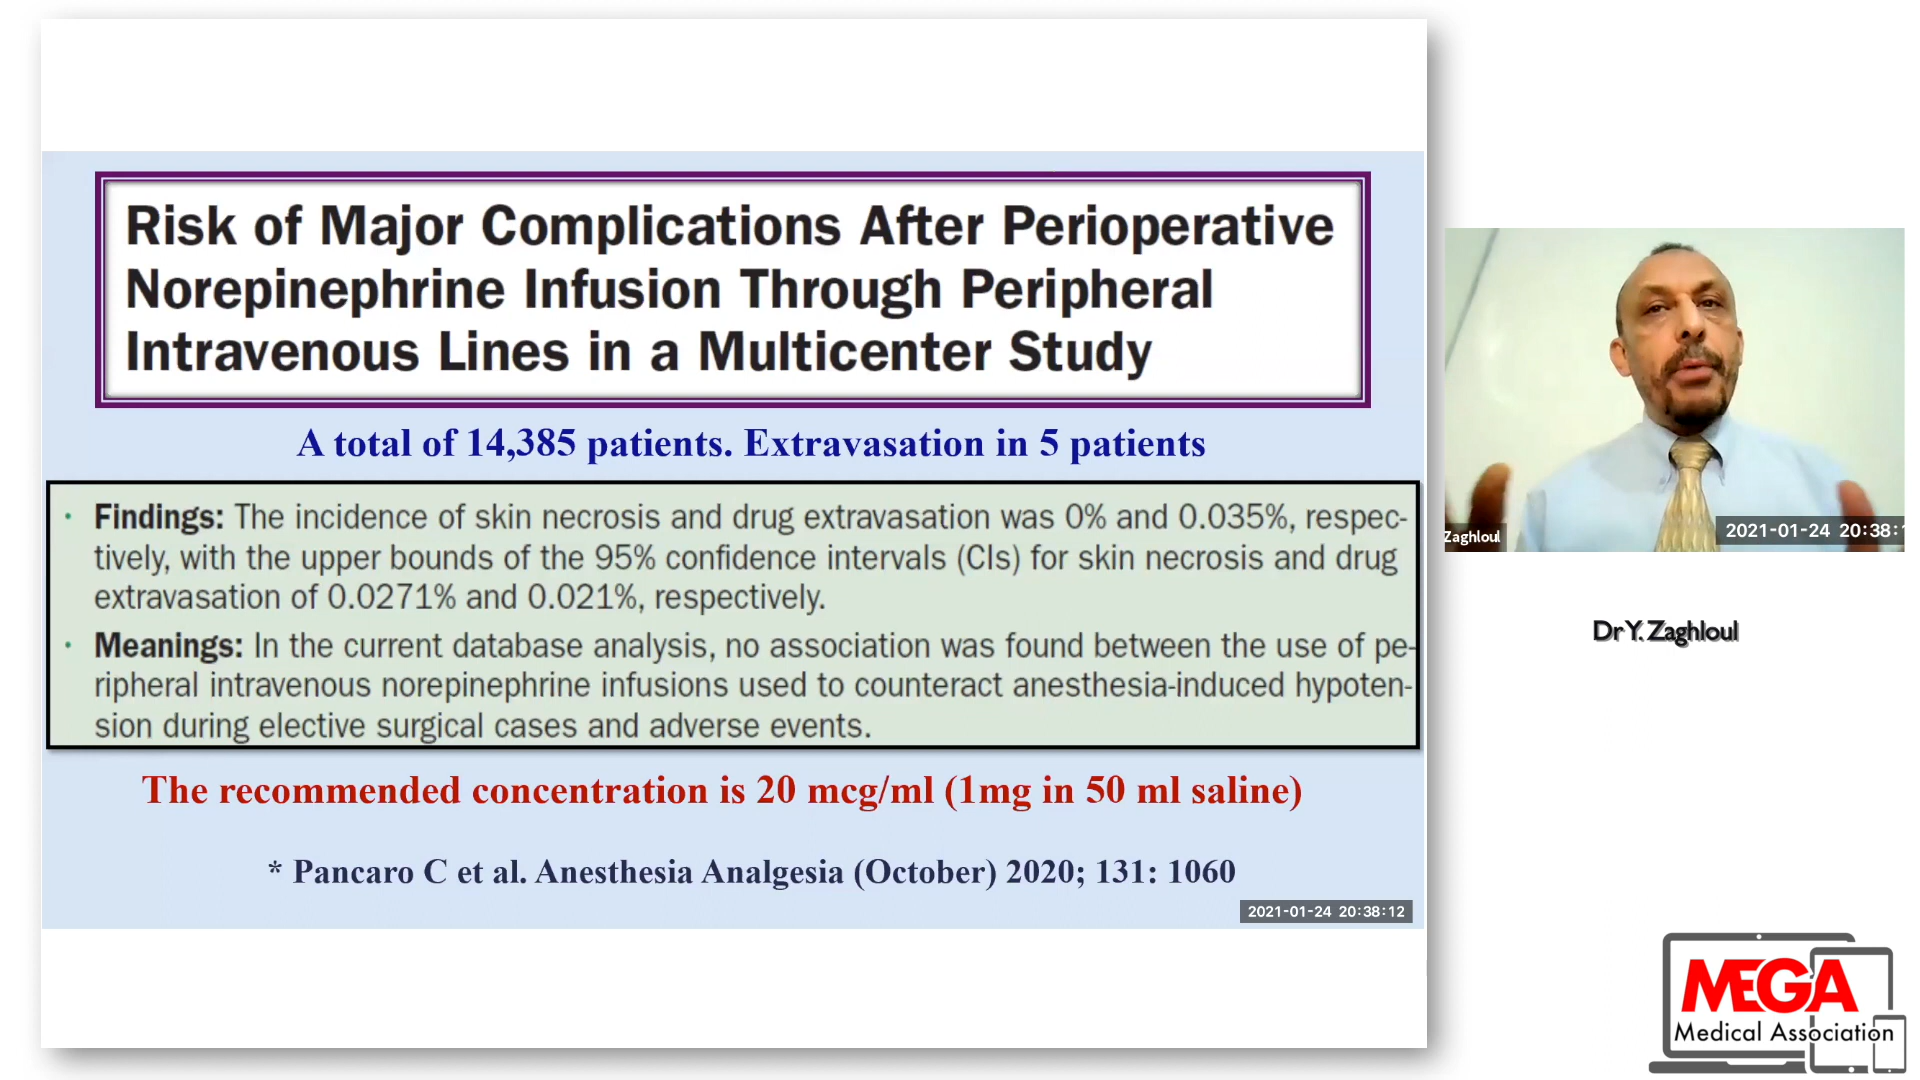 Risk of Major Complications After Perioperative
Norepinephrine Infusion Through Peripheral
Intravenous Lines in a Multicenter Study
A total of 14,385 patients. Extravasation in 5 patients
• Findings: The incidence of skin necrosis and drug extravasation was 0% and 0.035%, respec-
tively, with the upper bounds of the 95% confidence intervals (CIs) for skin necrosis and drug
extravasation of 0.0271% and 0.021%, respectively.
• Meanings: In the current database analysis, no association was found between the use of pe-
ripheral intravenous norepinephrine infusions used to counteract anesthesia-induced hypoten-
sion during elective surgical cases and adverse events.
The recommended concentration is 20 mcg/ml (1mg in 50 ml saline)
* Pancaro C et al. Anesthesia Analgesia (October) 2020; 131: 1060
2021-01-24 20:38:12
Zaghloul
2021-01-24 20:38:
Dr Y. Zaghloul
MEGA
Medical Association